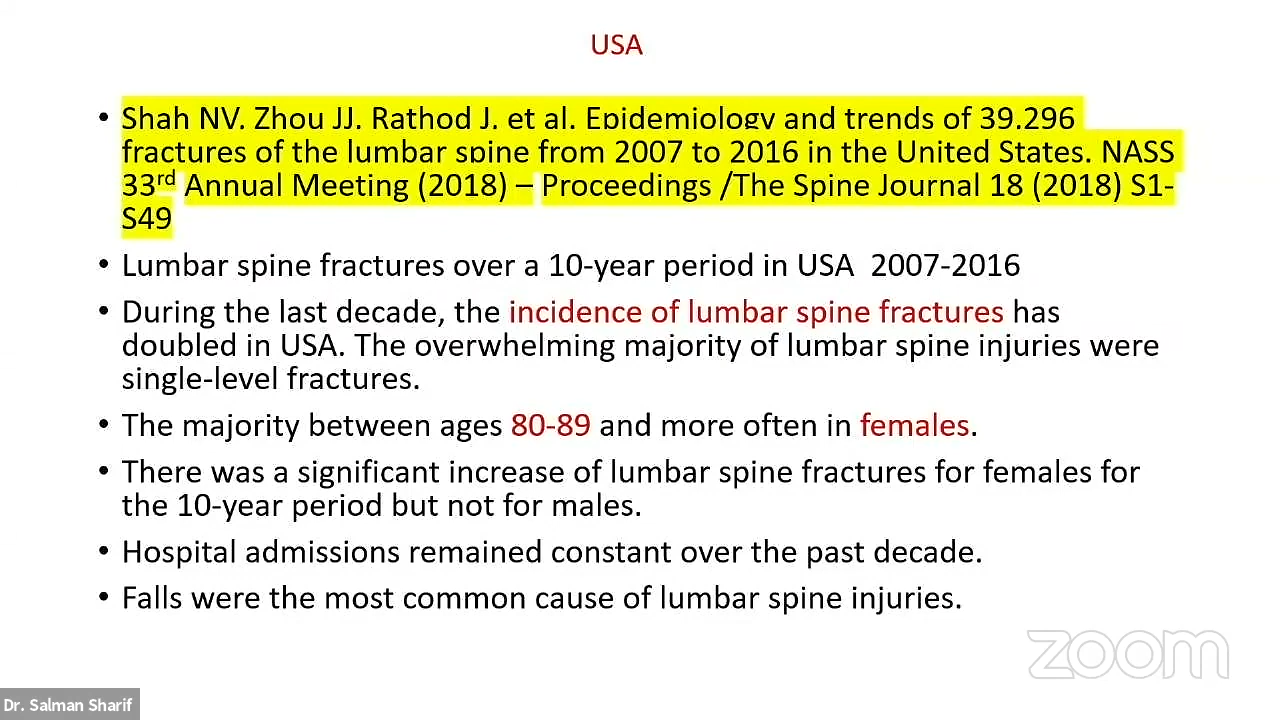 USA
• Shah NV, Zhou JJ, Rathod J, et al. Epidemiology and trends of 39,296
fractures of the lumbar spine from 2007 to 2016 in the United States. NASS
33rd Annual Meeting (2018) – Proceedings /The Spine Journal 18 (2018) S1-
S49
• Lumbar spine fractures over a 10-year period in USA 2007-2016
• During the last decade, the incidence of lumbar spine fractures has
doubled in USA. The overwhelming majority of lumbar spine injuries were
single-level fractures.
• The majority between ages 80-89 and more often in females.
• There was a significant increase of lumbar spine fractures for females for
the 10-year period but not for males.
• Hospital admissions remained constant over the past decade.
• Falls were the most common cause of lumbar spine injuries.
zoom
Dr. Salman Sharif